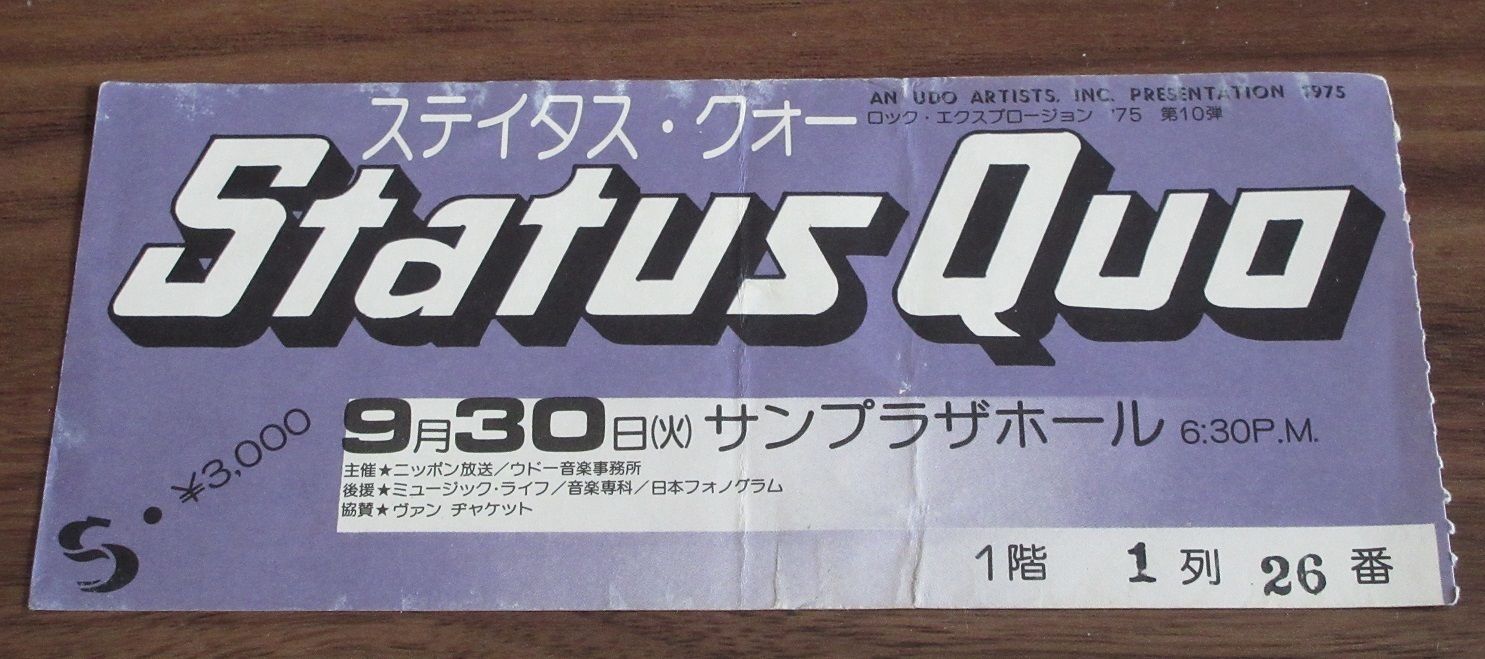 ステイタス・クォー
AN UDO ARTISTS, INC. PRESENTATION 1975
ロック・エクスプロージョン '75 第10弾
Status Quo
¥3,000
9月30日(火) サンプラザホール 6:30P.M.
主催★ニッポン放送/ウドー音楽事務所
後援★ミュージック・ライフ/音楽専科/日本フォノグラム
協賛★ヴァン ヂャケット
S
1階 1列 26番